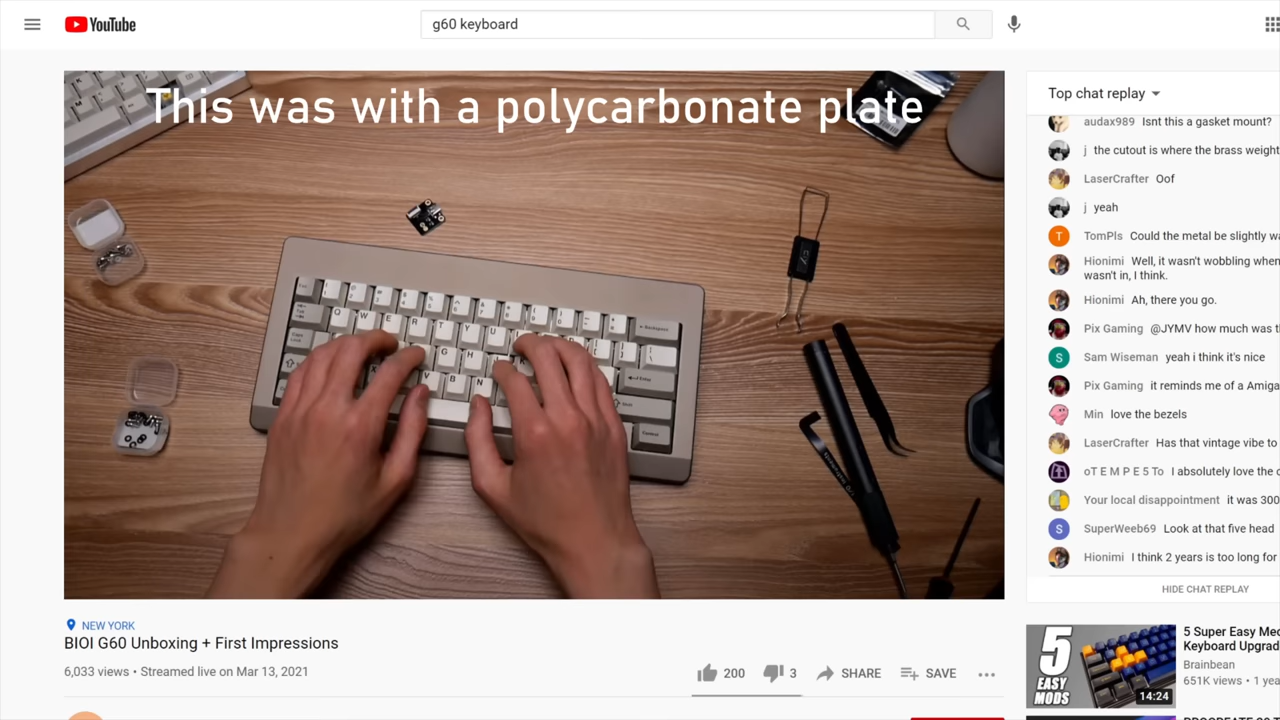 YouTube
g60 keyboard
This was with a polycarbonate plate
Top chat replay
audax989 Isnt this a gasket mount?
j the cutout is where the brass weight
LaserCrafter Oof
j yeah
T TomPls Could the metal be slightly wa
Hionimi Well, it wasn't wobbling when
wasn't in, I think.
Hionimi Ah, there you go.
Pix Gaming @JYMV how much was t
S Sam Wiseman yeah i think it's nice
Pix Gaming it reminds me of a Amiga
Min love the bezels
LaserCrafter Has that vintage vibe to
oT E M P E 5 To I absolutely love the c
Your local disappointment it was 300
S SuperWeeb69 Look at that five head
Hionimi I think 2 years is too long for
HIDE CHAT REPLAY
NEW YORK
BIOI G60 Unboxing + First Impressions
6,033 views • Streamed live on Mar 13, 2021
200 3 SHARE SAVE
5
EASY
MODS
14:24
5 Super Easy Mec
Keyboard Upgrad
Brainbean
651K views • 1 yea